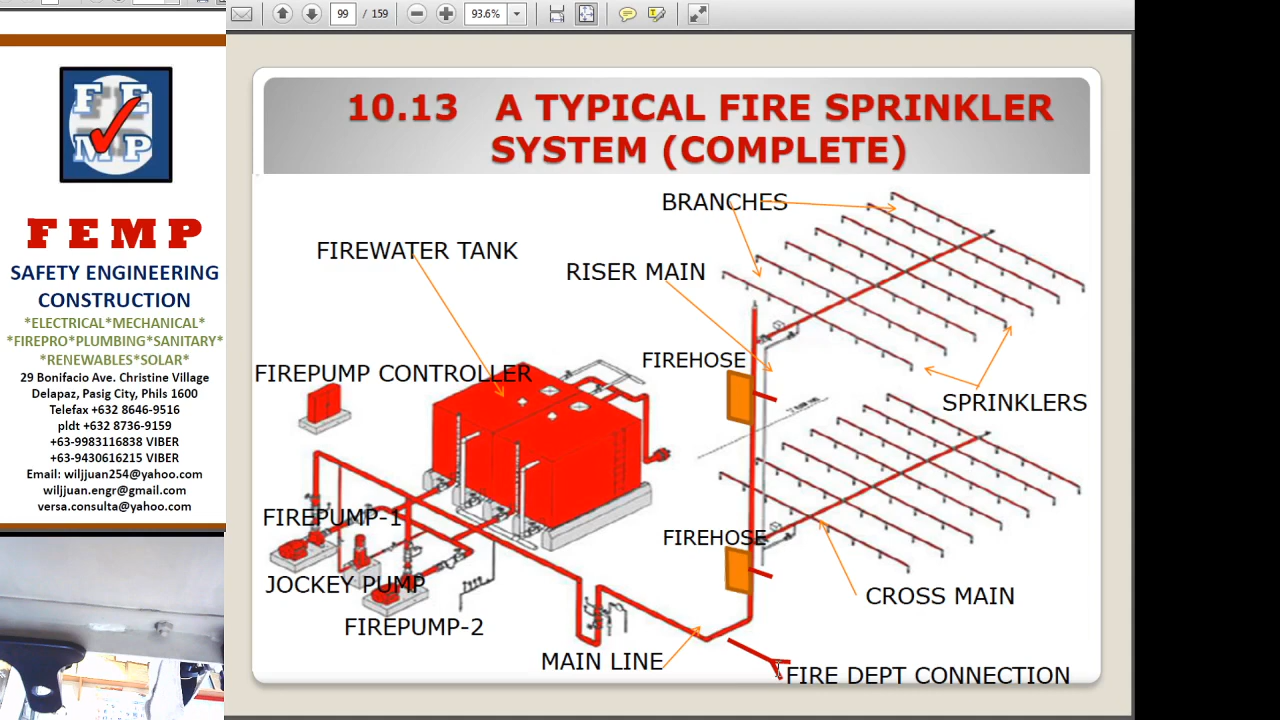 99 / 159
93.6%
F E
M P
FEMP
SAFETY ENGINEERING
CONSTRUCTION
*ELECTRICAL*MECHANICAL*
*FIREPRO*PLUMBING*SANITARY*
*RENEWABLES*SOLAR*
29 Bonifacio Ave. Christine Village
Delapaz, Pasig City, Phils 1600
Telefax +632 8646-9516
pldt +632 8736-9159
+63-9983116838 VIBER
+63-9430616215 VIBER
Email: wiljjuan254@yahoo.com
wiljjuan.engr@gmail.com
versa.consulta@yahoo.com
10.13 A TYPICAL FIRE SPRINKLER
SYSTEM (COMPLETE)
BRANCHES
FIREWATER TANK
RISER MAIN
FIREHOSE
FIREPUMP CONTROLLER
SPRINKLERS
FIREPUMP-1
FIREHOSE
JOCKEY PUMP
CROSS MAIN
FIREPUMP-2
MAIN LINE
FIRE DEPT CONNECTION